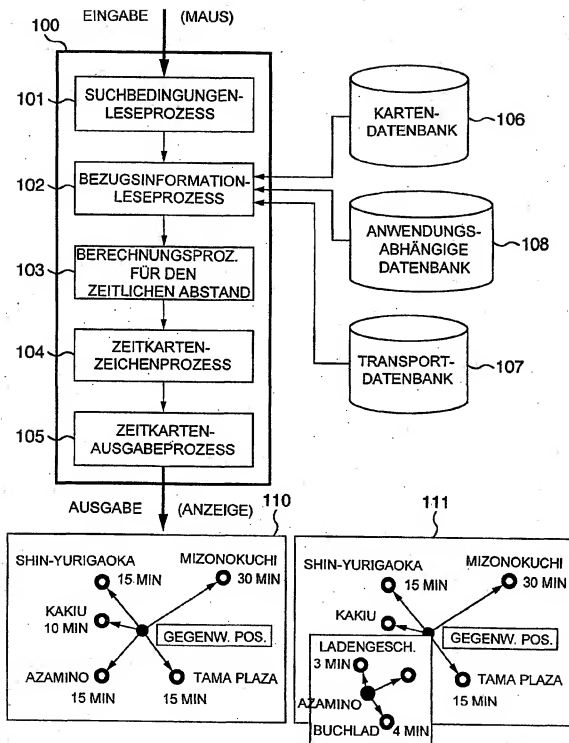 EINGABE (MAUS)
100
101
SUCHBEDINGUNGEN-
LESEPROZESS
102
BEZUGSINFORMATION-
LESEPROZESS
103
BERECHNUNGSPROZ.
FÜR DEN
ZEITLICHEN ABSTAND
104
ZEITKARTEN-
ZEICHENPROZESS
105
ZEITKARTEN-
AUSGABEPROZESS
KARTEN-
DATENBANK
106
ANWENDUNGS-
ABHÄNGIGE
DATENBANK
108
TRANSPORT-
DATENBANK
107
AUSGABE (ANZEIGE)
110
SHIN-YURIGAOKA
15 MIN
MIZONOKUCHI
30 MIN
KAKIU
10 MIN
GEGENW. POS.
AZAMINO
15 MIN
TAMA PLAZA
15 MIN
111
SHIN-YURIGAOKA
15 MIN
MIZONOKUCHI
30 MIN
KAKIU
GEGENW. POS.
LADENGESCH.
3 MIN
AZAMINO
BUCHLAD
4 MIN
TAMA PLAZA
15 MIN